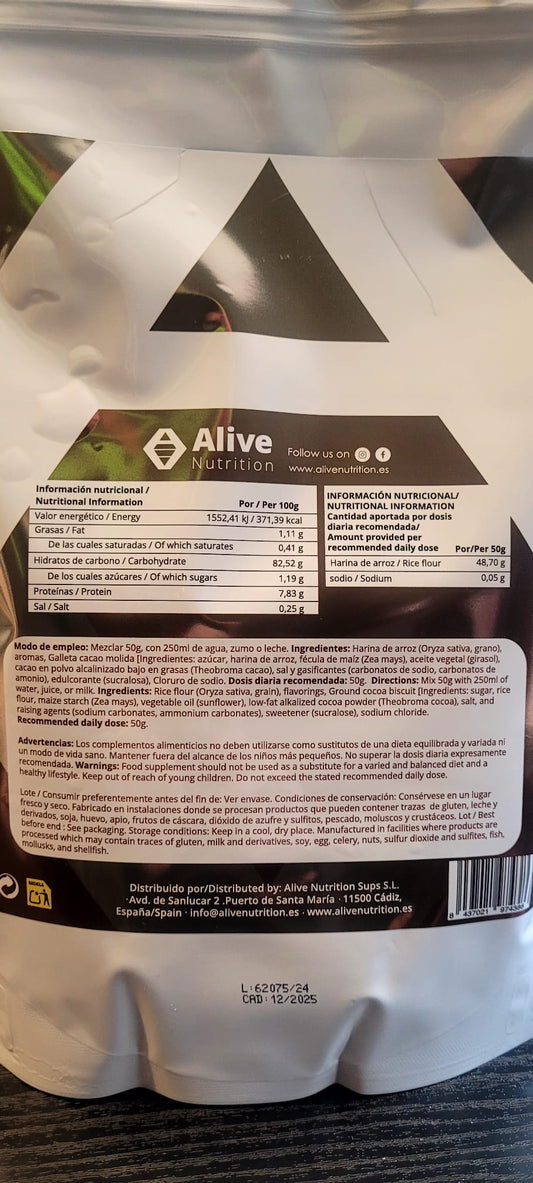 Alive
Nutrition
Follow us on
www.alivenutrition.es
Información nutricional /
Nutritional Information
Por / Per 100g
Valor energético / Energy 1552,41 kJ / 371,39 kcal
Grasas / Fat 1,11 g
De las cuales saturadas / Of which saturates 0,41 g
Hidratos de carbono / Carbohydrate 82,52 g
De los cuales azúcares / Of which sugars 1,19 g
Proteínas / Protein 7,83 g
Sal / Salt 0,25 g
INFORMACIÓN NUTRICIONAL/
NUTRITIONAL INFORMATION
Cantidad aportada por dosis
diaria recomendada/
Amount provided per
recommended daily dose Por/Per 50g
Harina de arroz / Rice flour 48,70 g
sodio / Sodium 0,05 g
Modo de empleo: Mezclar 50g, con 250ml de agua, zumo o leche. Ingredientes: Harina de arroz (Oryza sativa, grano),
aromas, Galleta cacao molida [Ingredientes: azúcar, harina de arroz, fécula de maíz (Zea mays), aceite vegetal (girasol),
cacao en polvo alcalinizado bajo en grasas (Theobroma cacao), sal y gasificantes (carbonatos de sodio, carbonatos de
amonio), edulcorante (sucralosa), Cloruro de sodio. Dosis diaria recomendada: 50g. Directions: Mix 50g with 250ml of
water, juice, or milk. Ingredients: Rice flour (Oryza sativa, grain), flavorings, Ground cocoa biscuit [Ingredients: sugar, rice
flour, maize starch (Zea mays), vegetable oil (sunflower), low-fat alkalized cocoa powder (Theobroma cocoa), salt, and
raising agents (sodium carbonates, ammonium carbonates), sweetener (sucralose), sodium chloride.
Recommended daily dose: 50g.
Advertencias: Los complementos alimenticios no deben utilizarse como sustitutos de una dieta equilibrada y variada ni
un modo de vida sano. Mantener fuera del alcance de los niños más pequeños. No superar la dosis diaria expresamente
recomendada. Warnings: Food supplement should not be used as a substitute for a varied and balanced diet and a
healthy lifestyle. Keep out of reach of young children. Do not exceed the stated recommended daily dose.
Lote / Consumir preferentemente antes del fin de: Ver envase. Condiciones de conservación: Consérvese en un lugar
fresco y seco. Fabricado en instalaciones donde se procesan productos que pueden contener trazas de gluten, leche y
derivados, soja, huevo, apio, frutos de cáscara, dióxido de azufre y sulfitos, pescado, moluscos y crustáceos. Lot / Best
before end : See packaging. Storage conditions: Keep in a cool, dry place. Manufactured in facilities where products are
processed which may contain traces of gluten, milk and derivatives, soy, egg, celery, nuts, sulfur dioxide and sulfites, fish,
mollusks, and shellfish.
RECICLA
Distribuido por/Distributed by: Alive Nutrition Sups S.L.
·Avd. de Sanlucar 2 .Puerto de Santa María · 11500 Cádiz,
España/Spain · info@alivenutrition.es · www.alivenutrition.es
8 437021
L:62075/24
CAD:12/2025